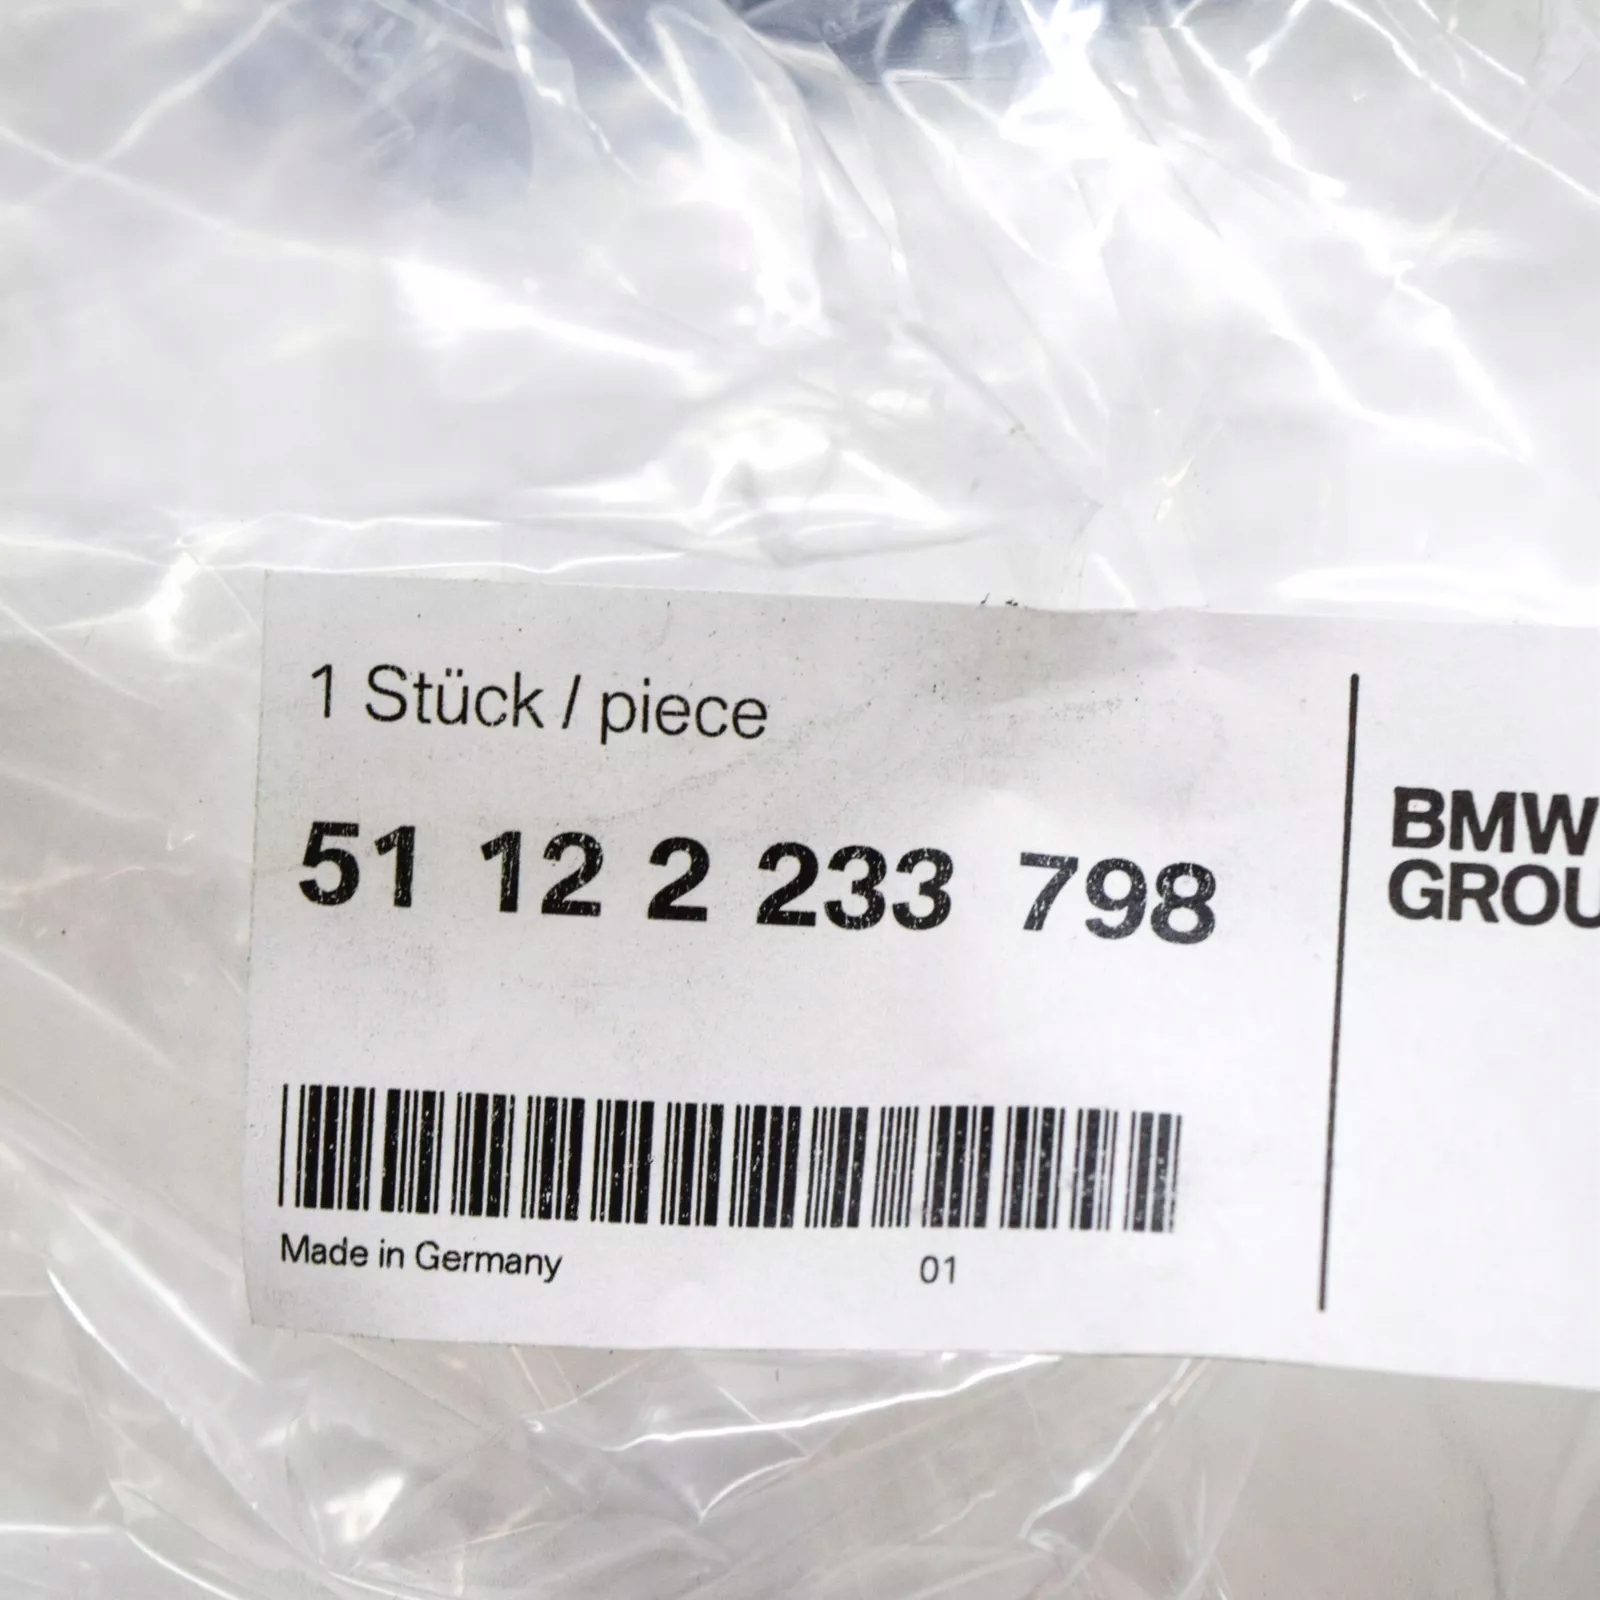 1 Stück / piece
51 12 2 233 798
Made in Germany
01
BMW
GROU